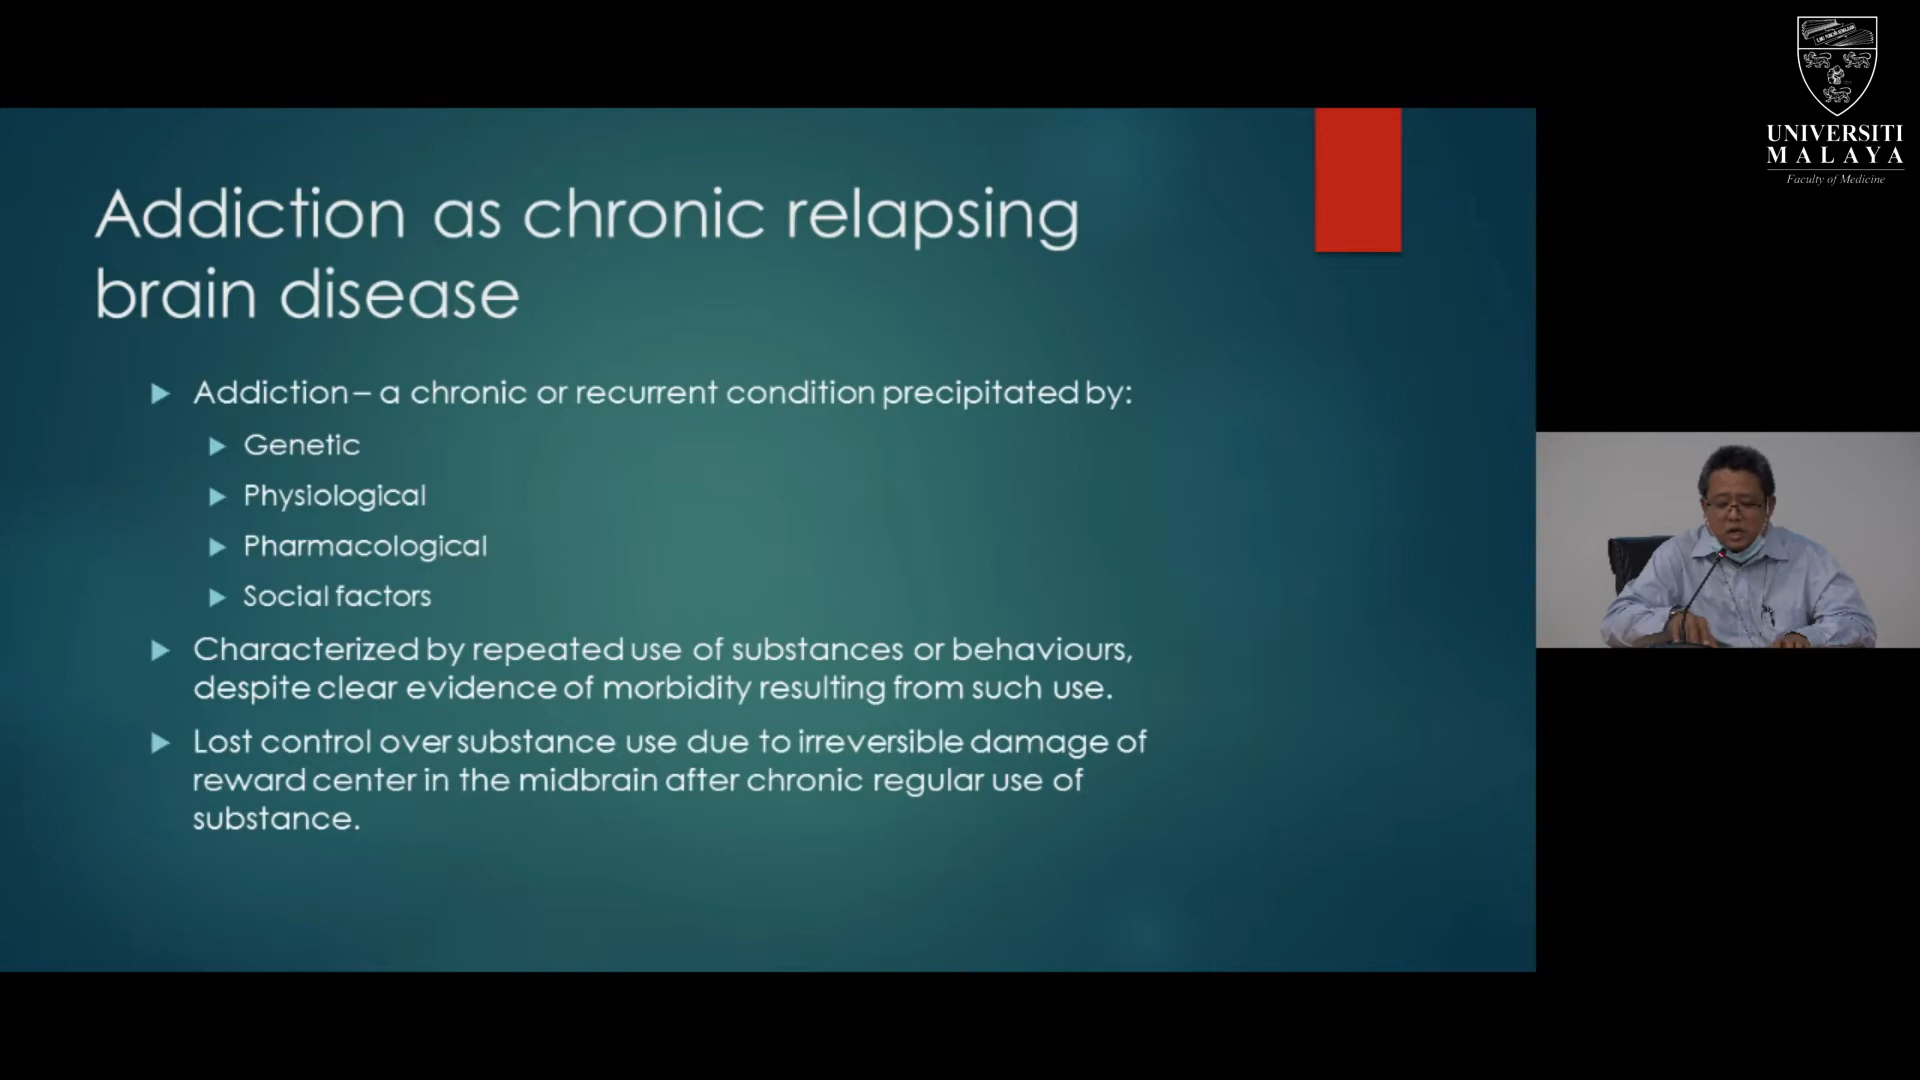 UNIVERSITI
MALAYA
Faculty of Medicine
Addiction as chronic relapsing
brain disease
Addiction – a chronic or recurrent condition precipitated by:
Genetic
Physiological
Pharmacological
Social factors
Characterized by repeated use of substances or behaviours,
despite clear evidence of morbidity resulting from such use.
Lost control over substance use due to irreversible damage of
reward center in the midbrain after chronic regular use of
substance.